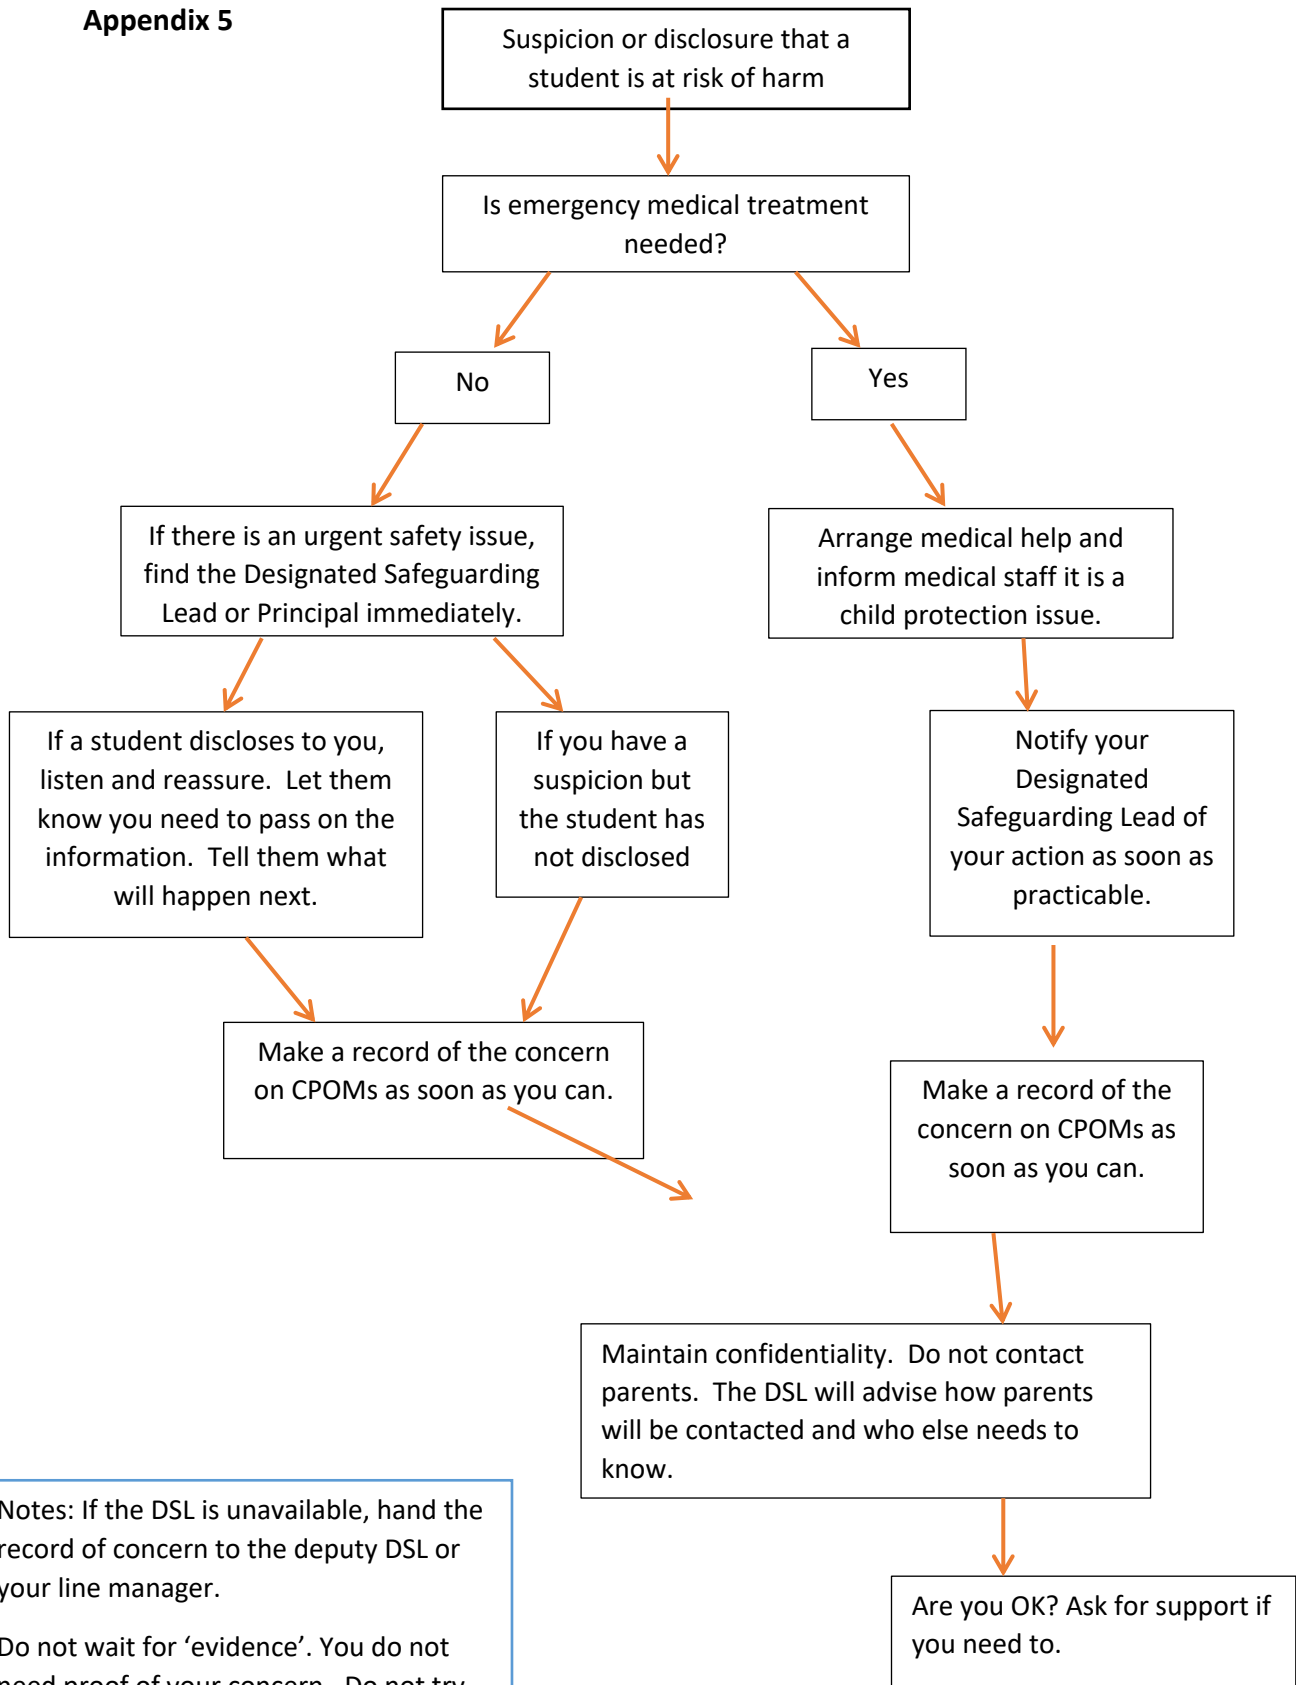 Appendix 5
Suspicion or disclosure that a
student is at risk of harm
Is emergency medical treatment
needed?
No
Yes
If there is an urgent safety issue,
find the Designated Safeguarding
Lead or Principal immediately.
Arrange medical help and
inform medical staff it is a
child protection issue.
If a student discloses to you,
listen and reassure.  Let them
know you need to pass on the
information.  Tell them what
will happen next.
If you have a
suspicion but
the student has
not disclosed
Notify your
Designated
Safeguarding Lead of
your action as soon as
practicable.
Make a record of the concern
on CPOMs as soon as you can.
Make a record of the
concern on CPOMs as
soon as you can.
Maintain confidentiality.  Do not contact
parents.  The DSL will advise how parents
will be contacted and who else needs to
know.
Notes: If the DSL is unavailable, hand the
record of concern to the deputy DSL or
your line manager.
Do not wait for ‘evidence’. You do not
need proof of your concern.  Do not try
Are you OK? Ask for support if
you need to.